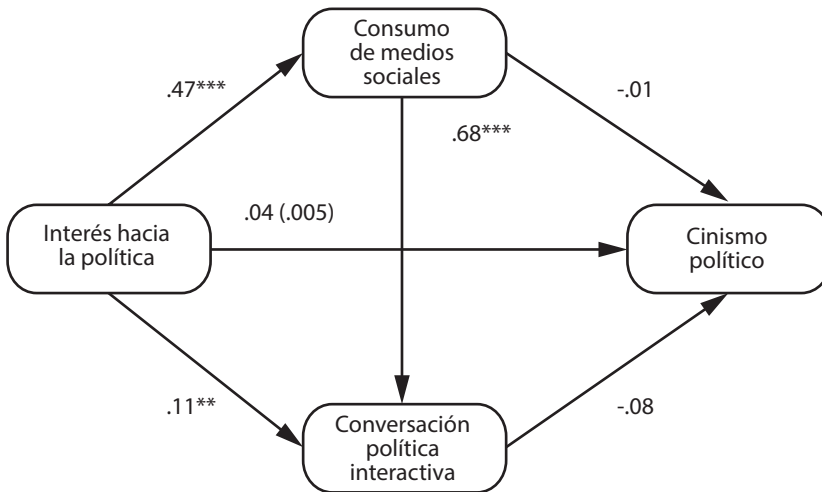 Consumo
de medios
sociales
.47***
-.01
.68***
.04 (.005)
Interés hacia
la política
Cinismo
político
.11**
-.08
Conversación
política
interactiva